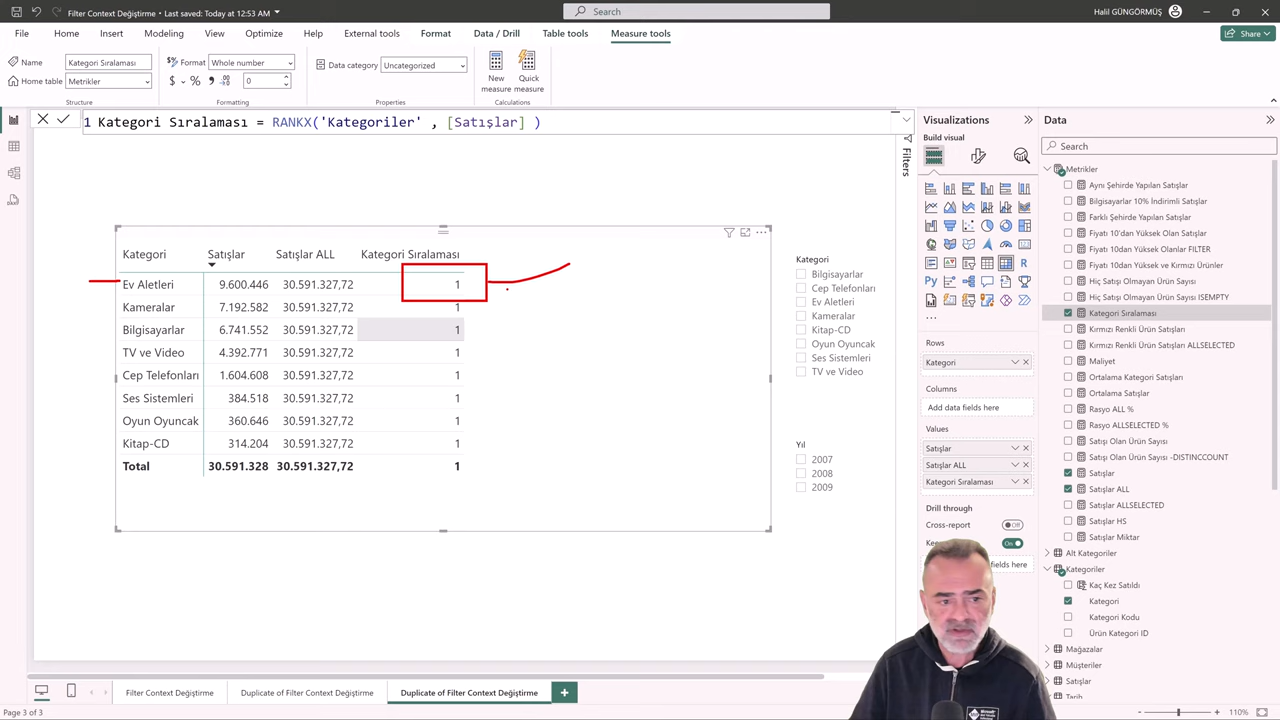 Filter Context Değiştirme • Last saved: Today at 12:53 AM
Search
Halil GÜNGÖRMÜŞ
File
Home
Insert
Modeling
View
Optimize
Help
External tools
Format
Data / Drill
Table tools
Measure tools
Share
Name
Kategori Sıralaması
Format
Whole number
Data category
Uncategorized
New measure
Quick measure
Home table
Metrikler
$
%
0
Structure
Formatting
Properties
Calculations
1 Kategori Sıralaması = RANKX('Kategoriler' , [Satışlar] )
Filters
Kategori Satışlar Satışlar ALL Kategori Sıralaması
Ev Aletleri 9.600.446 30.591.327,72 1
Kameralar 7.192.582 30.591.327,72 1
Bilgisayarlar 6.741.552 30.591.327,72 1
TV ve Video 4.392.771 30.591.327,72 1
Cep Telefonları 1.604.608 30.591.327,72 1
Ses Sistemleri 384.518 30.591.327,72 1
Oyun Oyuncak 360.646 30.591.327,72 1
Kitap-CD 314.204 30.591.327,72 1
Total 30.591.328 30.591.327,72 1
Kategori
Bilgisayarlar
Cep Telefonları
Ev Aletleri
Kameralar
Kitap-CD
Oyun Oyuncak
Ses Sistemleri
TV ve Video
Yıl
2007
2008
2009
Visualizations
Build visual
Rows
Kategori
Columns
Add data fields here
Values
Satışlar
Satışlar ALL
Kategori Sıralaması
Drill through
Cross-report
Off
On
fields here
Data
Search
Metrikler
Aynı Şehirde Yapılan Satışlar
Bilgisayarlar 10% İndirimli Satışlar
Farklı Şehirde Yapılan Satışlar
Fiyatı 10'dan Yüksek Olan Satışlar
Fiyatı 10dan Yüksek Olanlar FILTER
Fiyatı 10dan Yüksek ve Kırmızı Ürünler
Hiç Satışı Olmayan Ürün Sayısı
Hiç Satışı Olmayan Ürün Sayısı ISEMPTY
Kategori Sıralaması
Kırmızı Renkli Ürün Satışları
Kırmızı Renkli Ürün Satışları ALLSELECTED
Maliyet
Ortalama Kategori Satışları
Ortalama Satışlar
Rasyo ALL %
Rasyo ALLSELECTED %
Satışı Olan Ürün Sayısı
Satışı Olan Ürün Sayısı -DISTINCCOUNT
Satışlar
Satışlar ALL
Satışlar ALLSELECTED
Satışlar HS
Satışlar Miktar
Alt Kategoriler
Kategoriler
Kaç Kez Satıldı
Kategori
Kategori Kodu
Ürün Kategori ID
Mağazalar
Müşteriler
Satışlar
Tarih
Filter Context Değiştirme
Duplicate of Filter Context Değiştirme
Duplicate of Filter Context Değiştirme
Page 3 of 3
110%